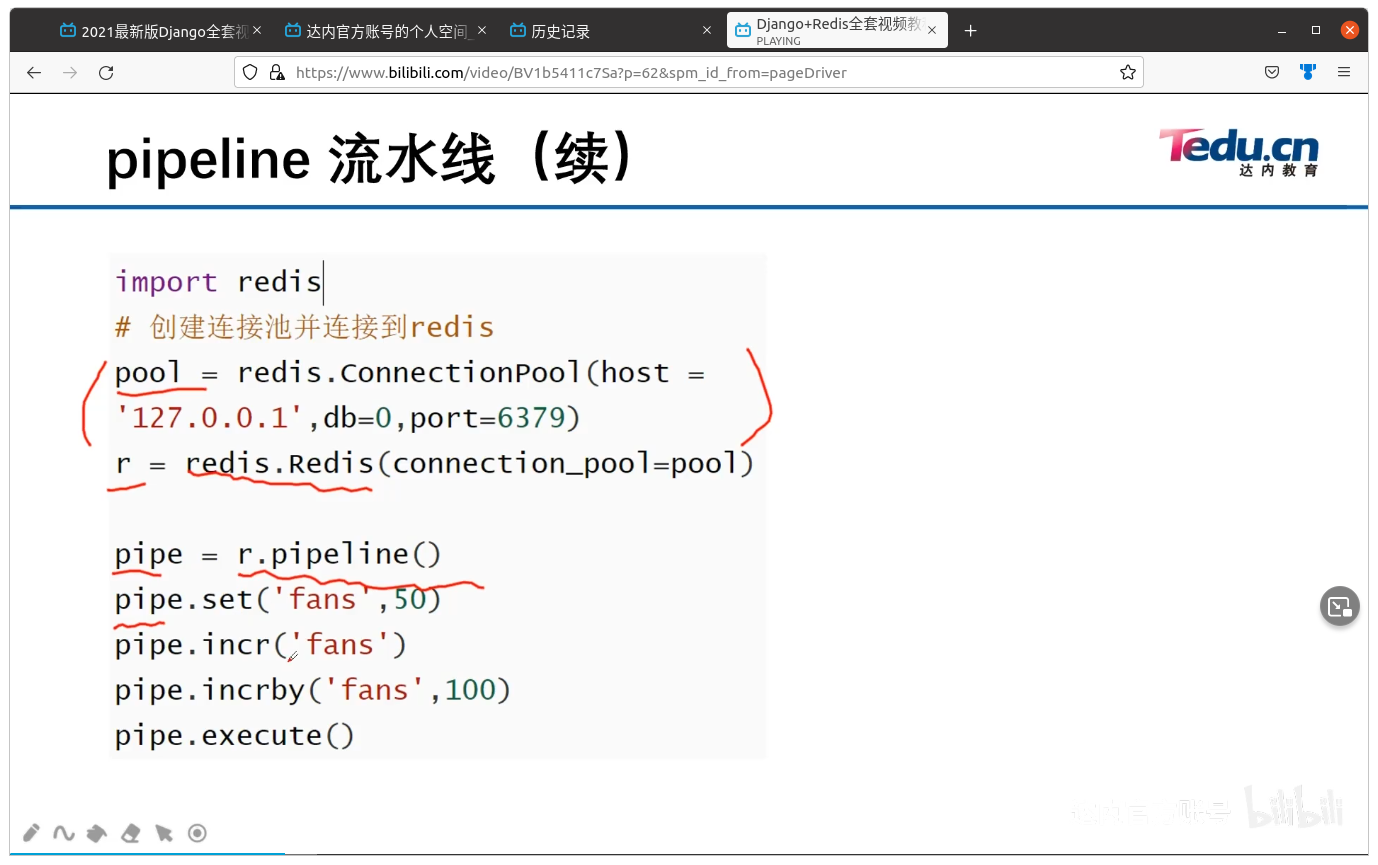 2021最新版Django全套视
达内官方账号的个人空间_
历史记录
Django+Redis全套视频教
PLAYING
https://www.bilibili.com/video/BV1b5411c7Sa?p=62&spm_id_from=pageDriver
pipeline 流水线（续）
Tedu.cn
达内教育
import redis
# 创建连接池并连接到redis
pool = redis.ConnectionPool(host =
'127.0.0.1',db=0,port=6379)
r = redis.Redis(connection_pool=pool)
pipe = r.pipeline()
pipe.set('fans',50)
pipe.incr('fans')
pipe.incrby('fans',100)
pipe.execute()
达内官方账号 bilibili